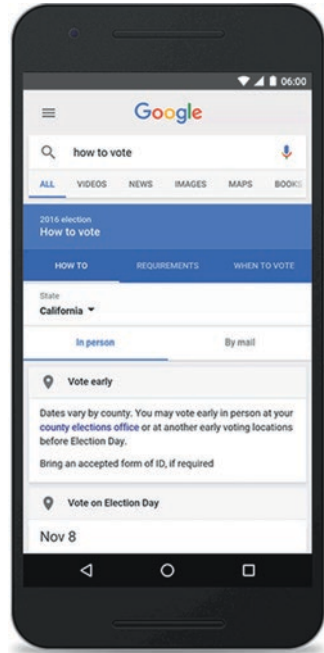 06:00
Google
how to vote
ALL VIDEOS NEWS IMAGES MAPS BOOKS
2016 election
How to vote
HOW TO REQUIREMENTS WHEN TO VOTE
State
California
In person By mail
Vote early
Dates vary by county. You may vote early in person at your
county elections office or at another early voting locations
before Election Day.
Bring an accepted form of ID, if required
Vote on Election Day
Nov 8